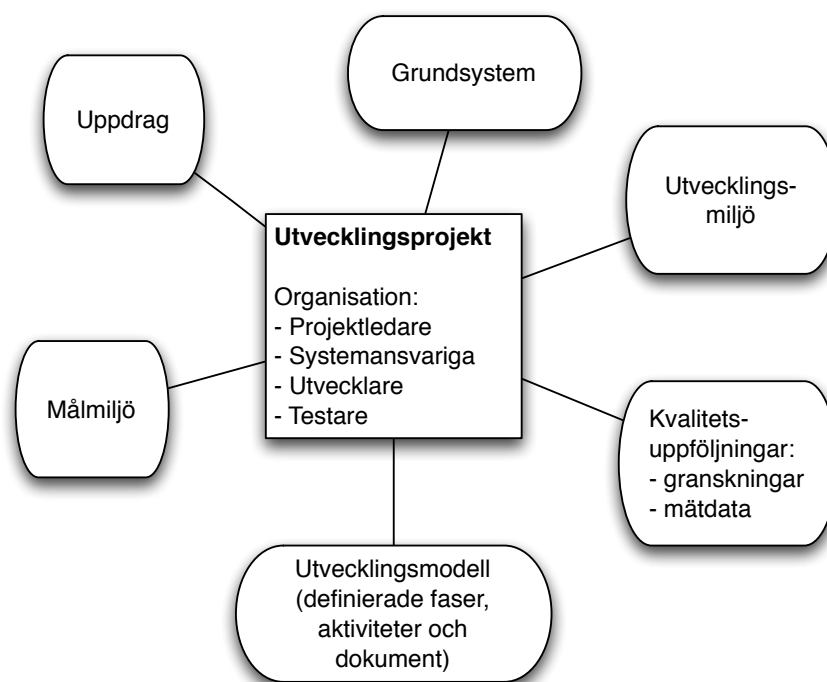 Grundsystem
Uppdrag
Utvecklings-
miljö
Utvecklingsprojekt
Organisation:
- Projektledare
- Systemansvariga
- Utvecklare
- Testare
Målmiljö
Kvalitets-
uppföljningar:
- granskningar
- mätdata
Utvecklingsmodell
(definierade faser,
aktiviteter och
dokument)